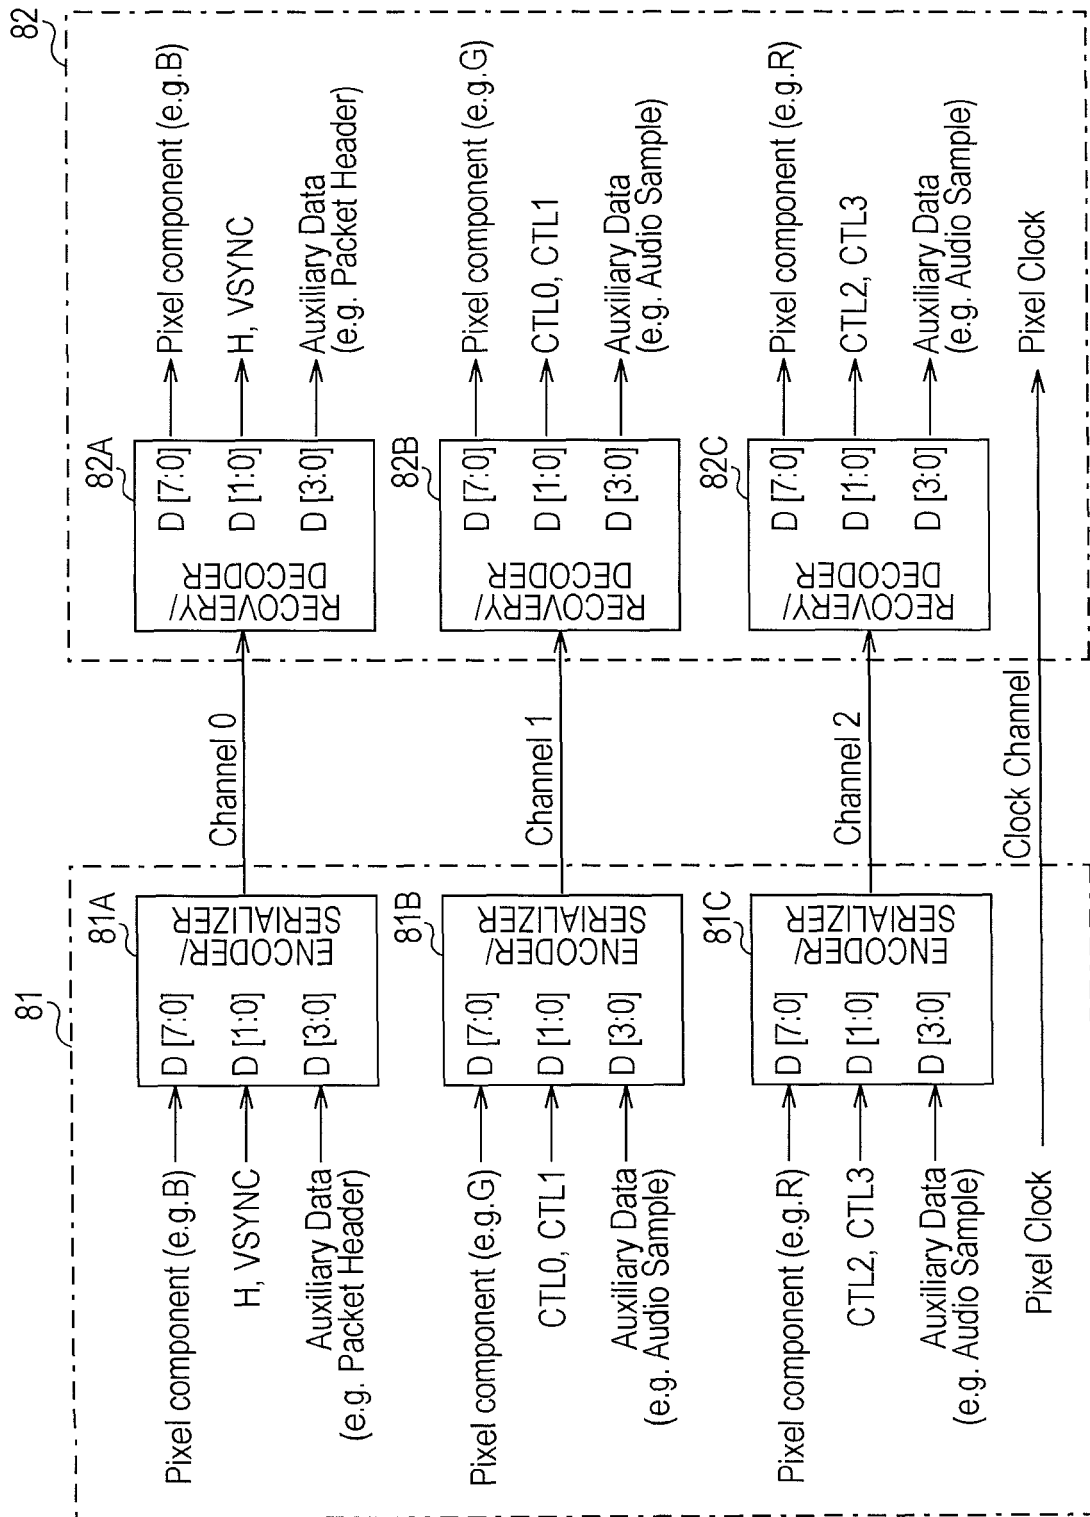 81
82
81A
Pixel component (e.g.B)
H, VSYNC
Auxiliary Data
(e.g. Packet Header)
D [7:0]
D [1:0]
D [3:0]
ENCODER/
SERIALIZER
Channel 0
82A
RECOVERY/
DECODER
D [7:0]
D [1:0]
D [3:0]
Pixel component (e.g.B)
H, VSYNC
Auxiliary Data
(e.g. Packet Header)
81B
Pixel component (e.g.G)
CTL0, CTL1
Auxiliary Data
(e.g. Audio Sample)
D [7:0]
D [1:0]
D [3:0]
ENCODER/
SERIALIZER
Channel 1
82B
RECOVERY/
DECODER
D [7:0]
D [1:0]
D [3:0]
Pixel component (e.g.G)
CTL0, CTL1
Auxiliary Data
(e.g. Audio Sample)
81C
Pixel component (e.g.R)
CTL2, CTL3
Auxiliary Data
(e.g. Audio Sample)
D [7:0]
D [1:0]
D [3:0]
ENCODER/
SERIALIZER
Channel 2
82C
RECOVERY/
DECODER
D [7:0]
D [1:0]
D [3:0]
Pixel component (e.g.R)
CTL2, CTL3
Auxiliary Data
(e.g. Audio Sample)
Pixel Clock
Clock Channel
Pixel Clock